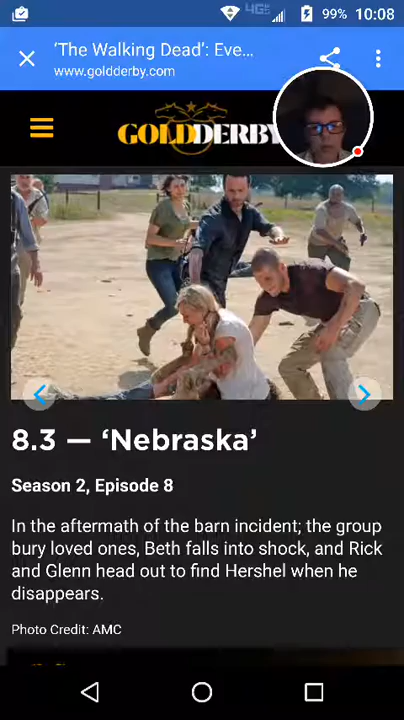 4G
99% 10:08
‘The Walking Dead’: Eve...
www.goldderby.com
GOLDDERBY
8.3 — ‘Nebraska’
Season 2, Episode 8
In the aftermath of the barn incident; the group
bury loved ones, Beth falls into shock, and Rick
and Glenn head out to find Hershel when he
disappears.
Photo Credit: AMC